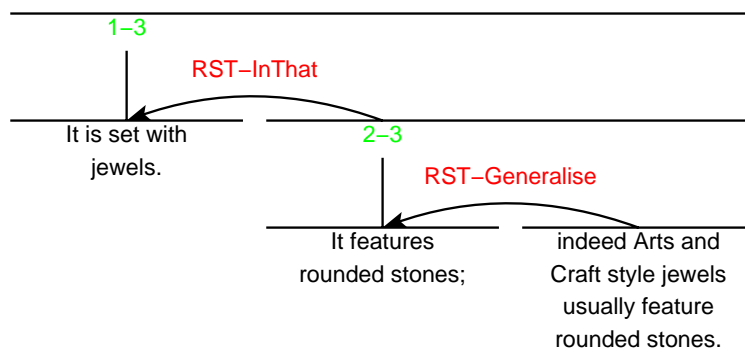 1−3
RST−InThat
It is set with
jewels.
2−3
RST−Generalise
It features
rounded stones;
indeed Arts and
Craft style jewels
usually feature
rounded stones.